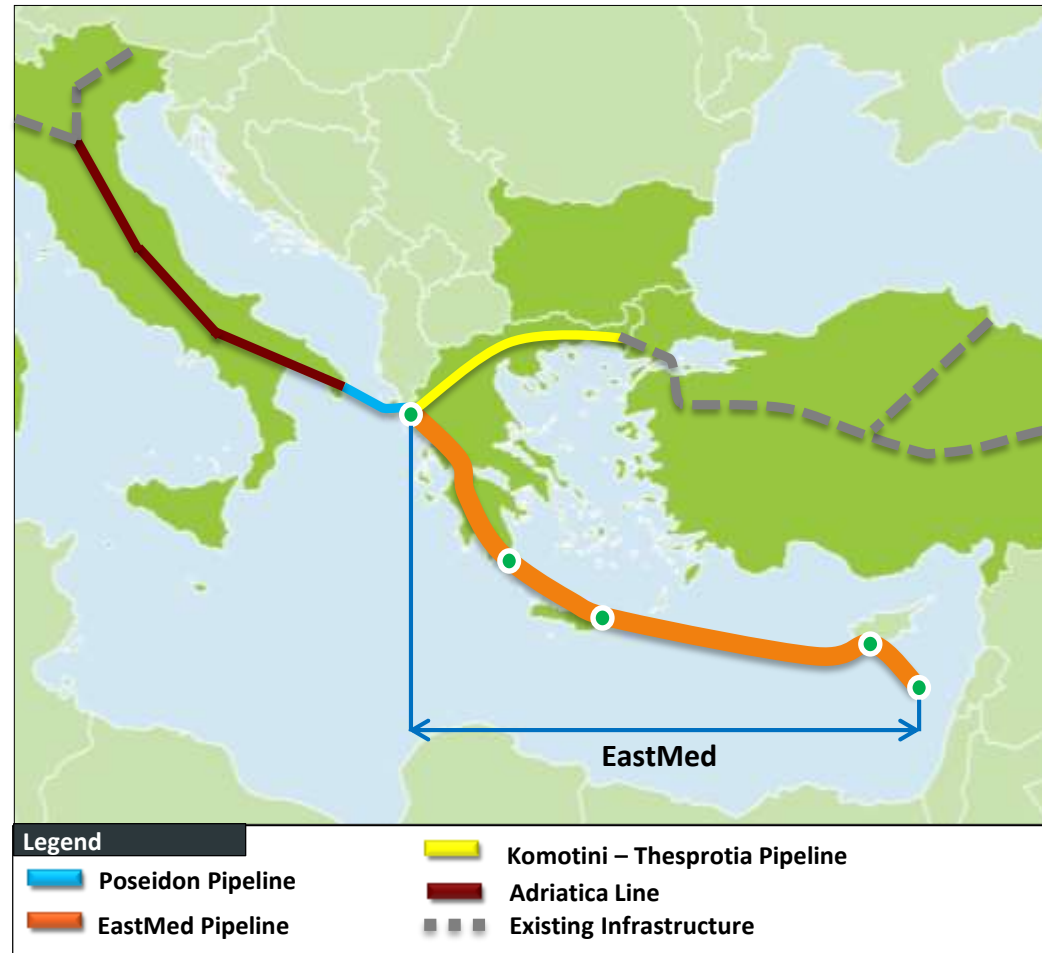 EastMed
Legend
Poseidon Pipeline
EastMed Pipeline
Komotini – Thesprotia Pipeline
Adriatica Line
Existing Infrastructure